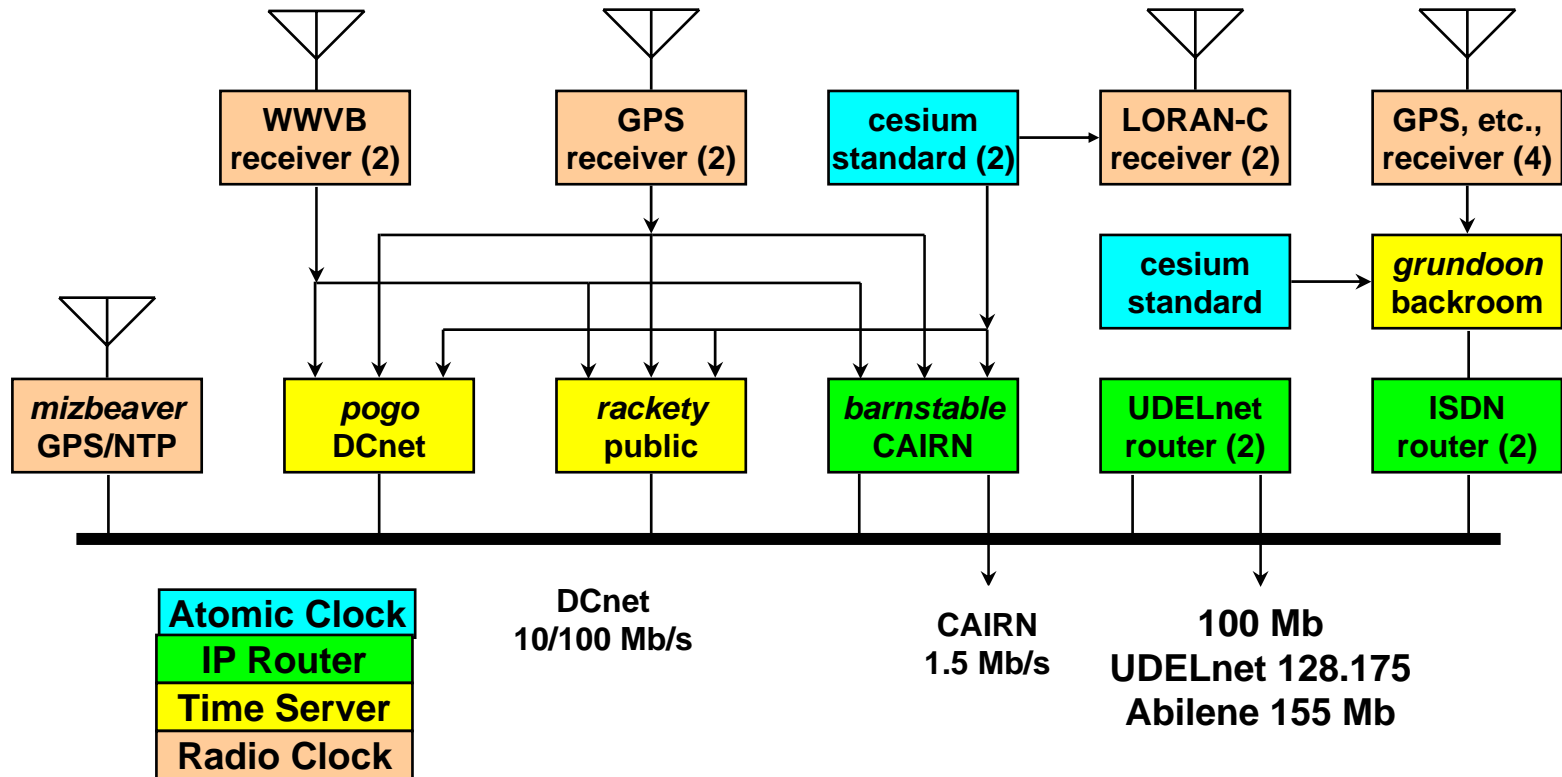 WWVB
receiver (2)
GPS
receiver (2)
cesium
standard (2)
LORAN-C
receiver (2)
GPS, etc.,
receiver (4)
cesium
standard
grundoon
backroom
mizbeaver
GPS/NTP
pogo
DCnet
rackety
public
barnstable
CAIRN
UDELnet
router (2)
ISDN
router (2)
DCnet
10/100 Mb/s
CAIRN
1.5 Mb/s
100 Mb
UDELnet 128.175
Abilene 155 Mb
Atomic Clock
IP Router
Time Server
Radio Clock